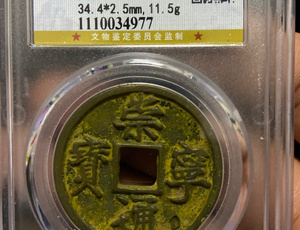 34.4*2.5mm,11.5g
★ 文物鉴定委员会监制 ★
1110034977
崇
寳 寧
通